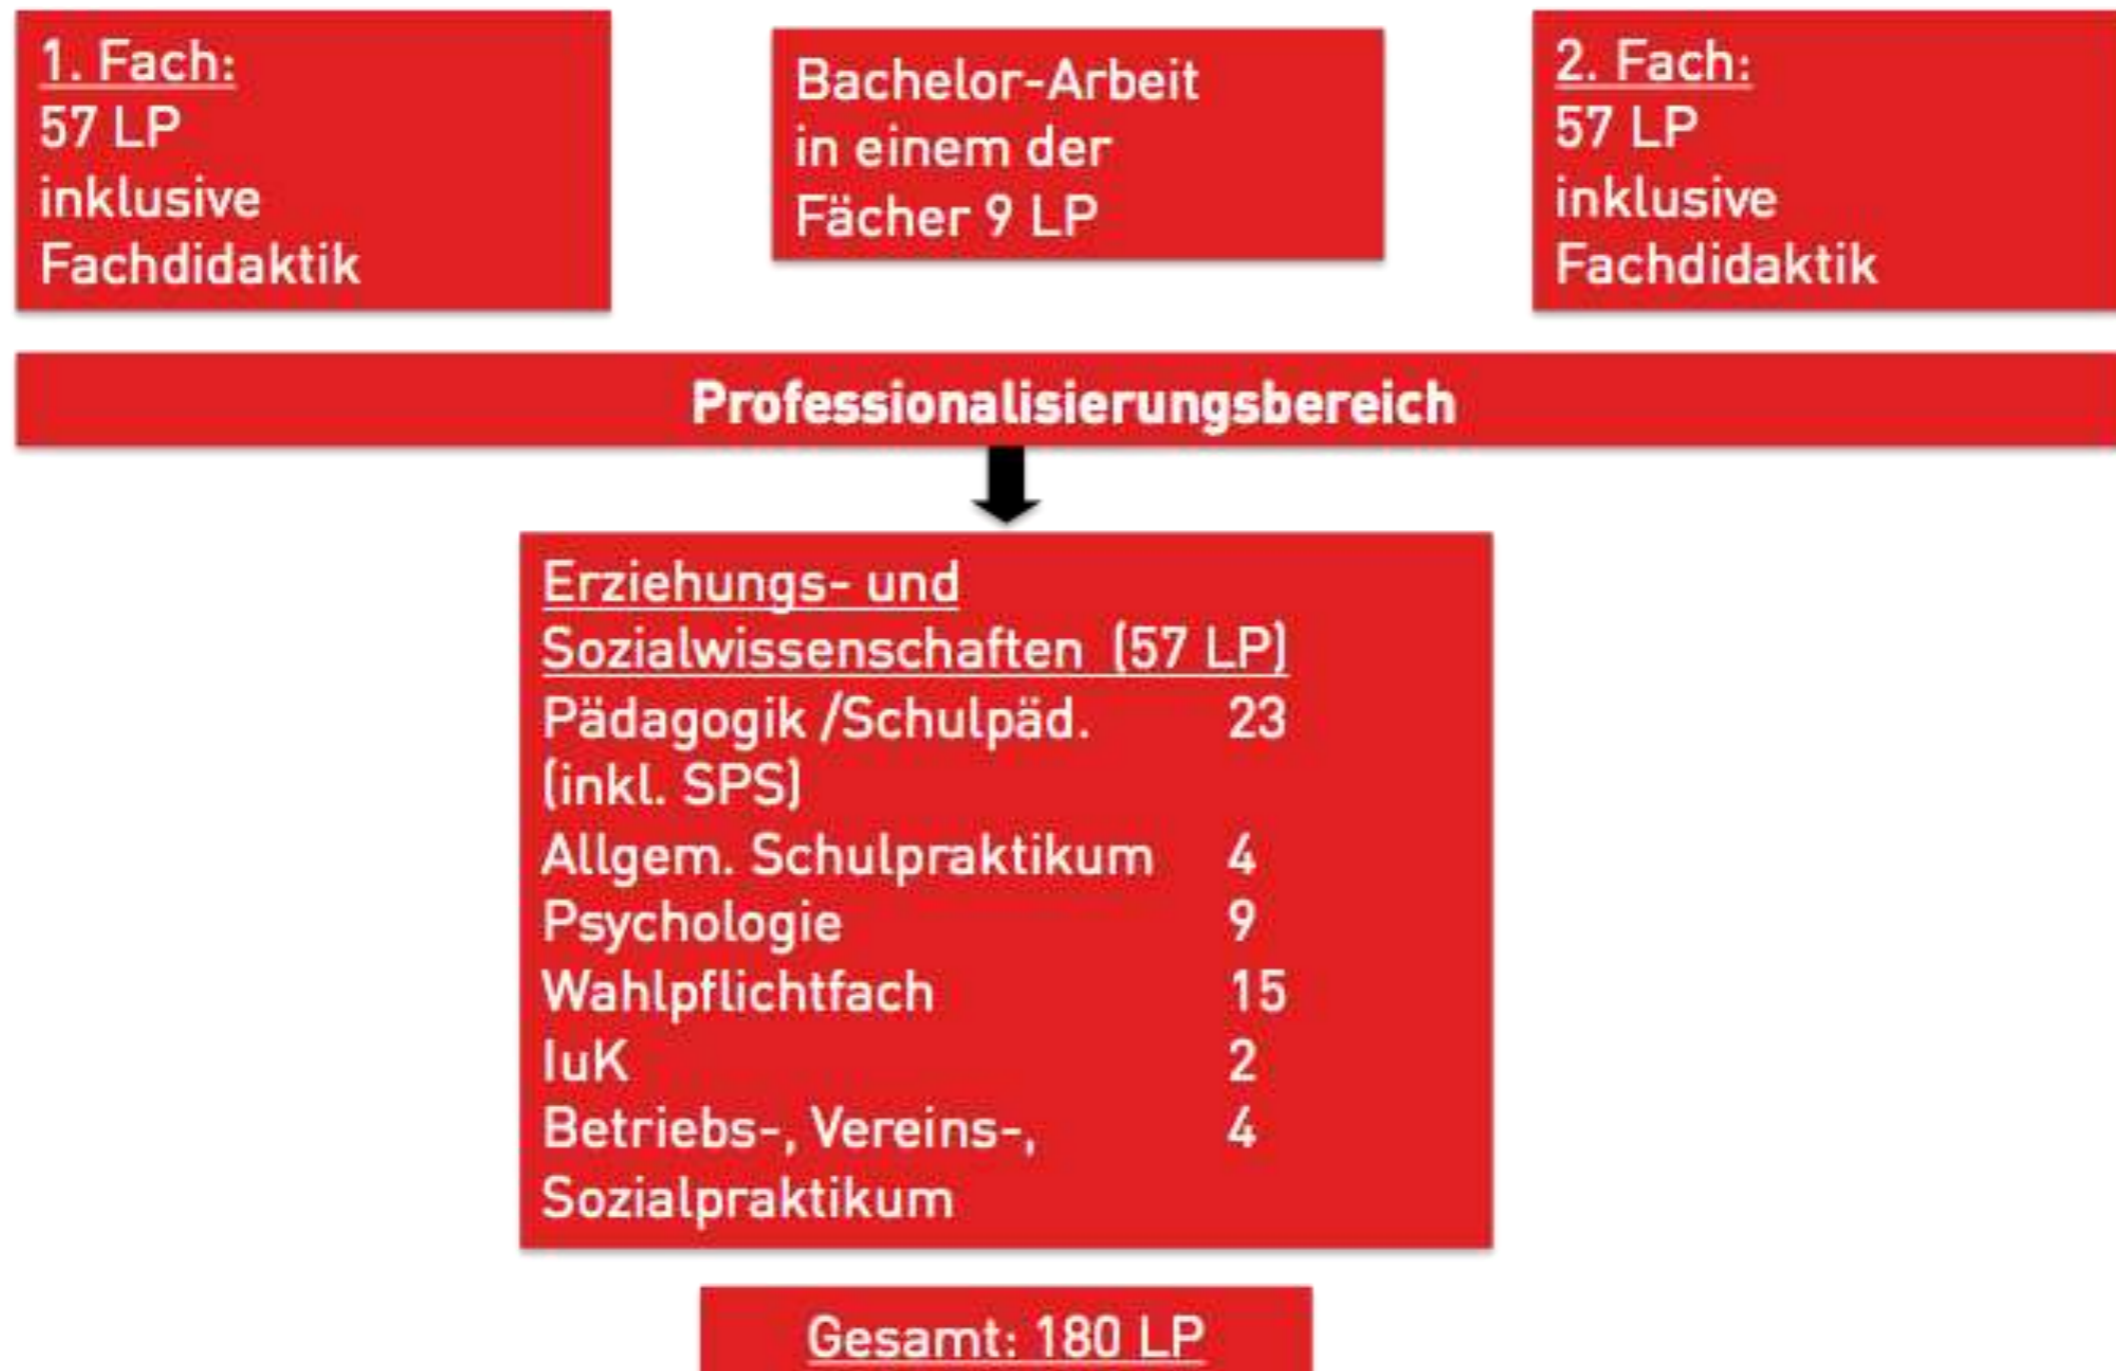 1. Fach:
57 LP
inklusive
Fachdidaktik
Bachelor-Arbeit
in einem der
Fächer 9 LP
2. Fach:
57 LP
inklusive
Fachdidaktik
Professionalisierungsbereich
Erziehungs- und
Sozialwissenschaften (57 LP)
Pädagogik /Schulpäd. 23
(inkl. SPS)
Allgem. Schulpraktikum 4
Psychologie 9
Wahlpflichtfach 15
IuK 2
Betriebs-, Vereins-, 4
Sozialpraktikum
Gesamt: 180 LP